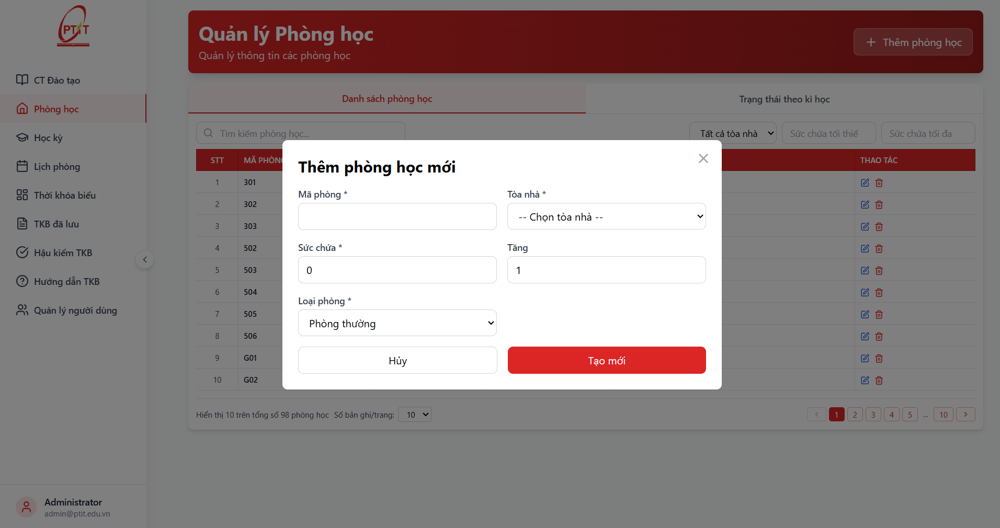 PTIT
CT Đào tạo
Phòng học
Học kỳ
Lịch phòng
Thời khóa biểu
TKB đã lưu
Hậu kiểm TKB
Hướng dẫn TKB
Quản lý người dùng
Administrator
admin@ptit.edu.vn
Quản lý Phòng học
Quản lý thông tin các phòng học
Thêm phòng học
Danh sách phòng học
Trạng thái theo kì học
Tìm kiếm phòng học...
Tất cả tòa nhà
Sức chứa tối thiể
Sức chứa tối đa
STT MÃ PHÒNG THAO TÁC
1 301
2 302
3 303
4 502
5 503
6 504
7 505
8 506
9 G01
10 G02
Thêm phòng học mới
Mã phòng *
Tòa nhà *
-- Chọn tòa nhà --
Sức chứa *
Tầng
0
1
Loại phòng *
Phòng thường
Hủy
Tạo mới
Hiển thị 10 trên tổng số 98 phòng học Số bản ghi/trang: 10
1 2 3 4 5 ... 10